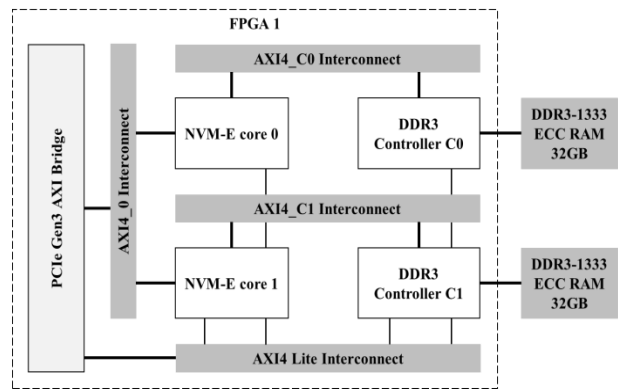 FPGA 1
PCIe Gen3 AXI Bridge
AXI4_0 Interconnect
AXI4_C0 Interconnect
NVM-E core 0
DDR3
Controller C0
DDR3-1333
ECC RAM
32GB
AXI4_C1 Interconnect
NVM-E core 1
DDR3
Controller C1
DDR3-1333
ECC RAM
32GB
AXI4 Lite Interconnect